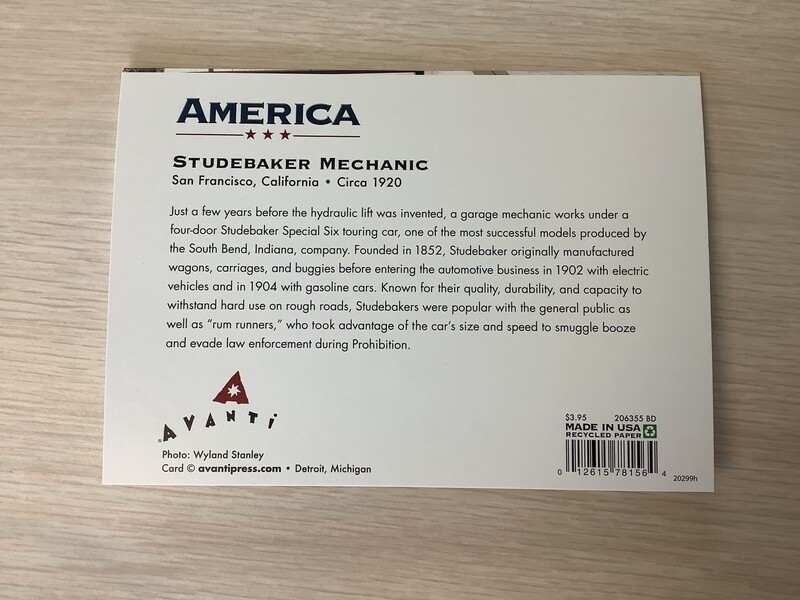 AMERICA
STUDEBAKER MECHANIC
San Francisco, California • Circa 1920
Just a few years before the hydraulic lift was invented, a garage mechanic works under a
four-door Studebaker Special Six touring car, one of the most successful models produced by
the South Bend, Indiana, company. Founded in 1852, Studebaker originally manufactured
wagons, carriages, and buggies before entering the automotive business in 1902 with electric
vehicles and in 1904 with gasoline cars. Known for their quality, durability, and capacity to
withstand hard use on rough roads, Studebakers were popular with the general public as
well as “rum runners,” who took advantage of the car’s size and speed to smuggle booze
and evade law enforcement during Prohibition.
AVANTI
Photo: Wyland Stanley
Card © avantipress.com • Detroit, Michigan
$3.95 206355 BD
MADE IN USA
RECYCLED PAPER
0 12615 78156 4
20299h